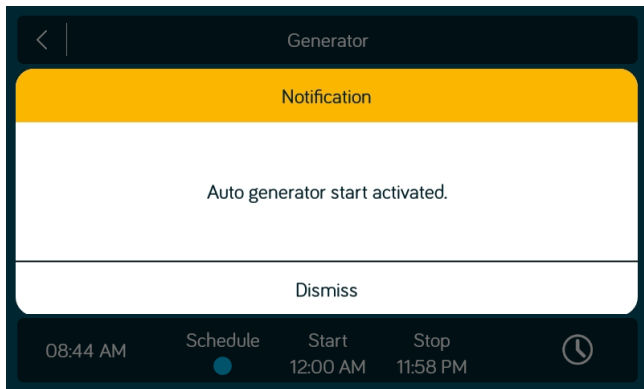 Generator
Notification
Auto generator start activated.
Dismiss
08:44 AM Schedule Start Stop
12:00 AM 11:58 PM